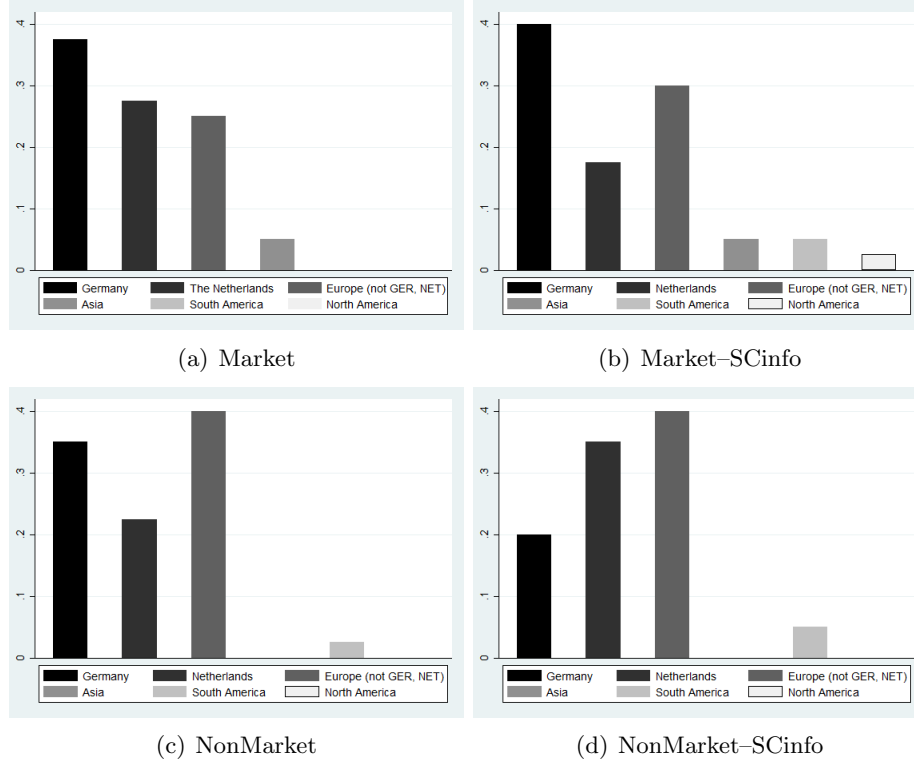 .4
.3
.2
.1
0
Germany The Netherlands Europe (not GER, NET)
Asia South America North America
(a) Market
.4
.3
.2
.1
0
Germany Netherlands Europe (not GER, NET)
Asia South America North America
(b) Market–SCinfo
.4
.3
.2
.1
0
Germany Netherlands Europe (not GER, NET)
Asia South America North America
(c) NonMarket
.4
.3
.2
.1
0
Germany Netherlands Europe (not GER, NET)
Asia South America North America
(d) NonMarket–SCinfo